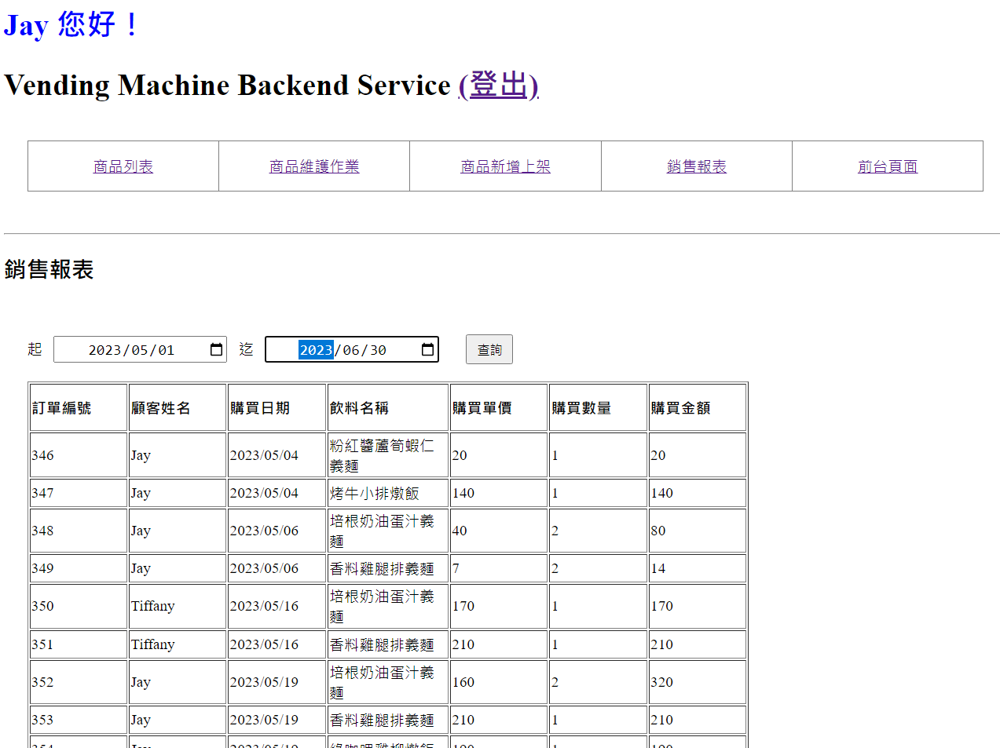 Jay 您好！
Vending Machine Backend Service (登出)
商品列表 商品維護作業 商品新增上架 銷售報表 前台頁面
銷售報表
起 2023/05/01 迄 2023/06/30 查詢
訂單編號 顧客姓名 購買日期 飲料名稱 購買單價 購買數量 購買金額
346 Jay 2023/05/04 粉紅醬蘆筍蝦仁義麵 20 1 20
347 Jay 2023/05/04 烤牛小排燉飯 140 1 140
348 Jay 2023/05/06 培根奶油蛋汁義麵 40 2 80
349 Jay 2023/05/06 香料雞腿排義麵 7 2 14
350 Tiffany 2023/05/16 培根奶油蛋汁義麵 170 1 170
351 Tiffany 2023/05/16 香料雞腿排義麵 210 1 210
352 Jay 2023/05/19 培根奶油蛋汁義麵 160 2 320
353 Jay 2023/05/19 香料雞腿排義麵 210 1 210